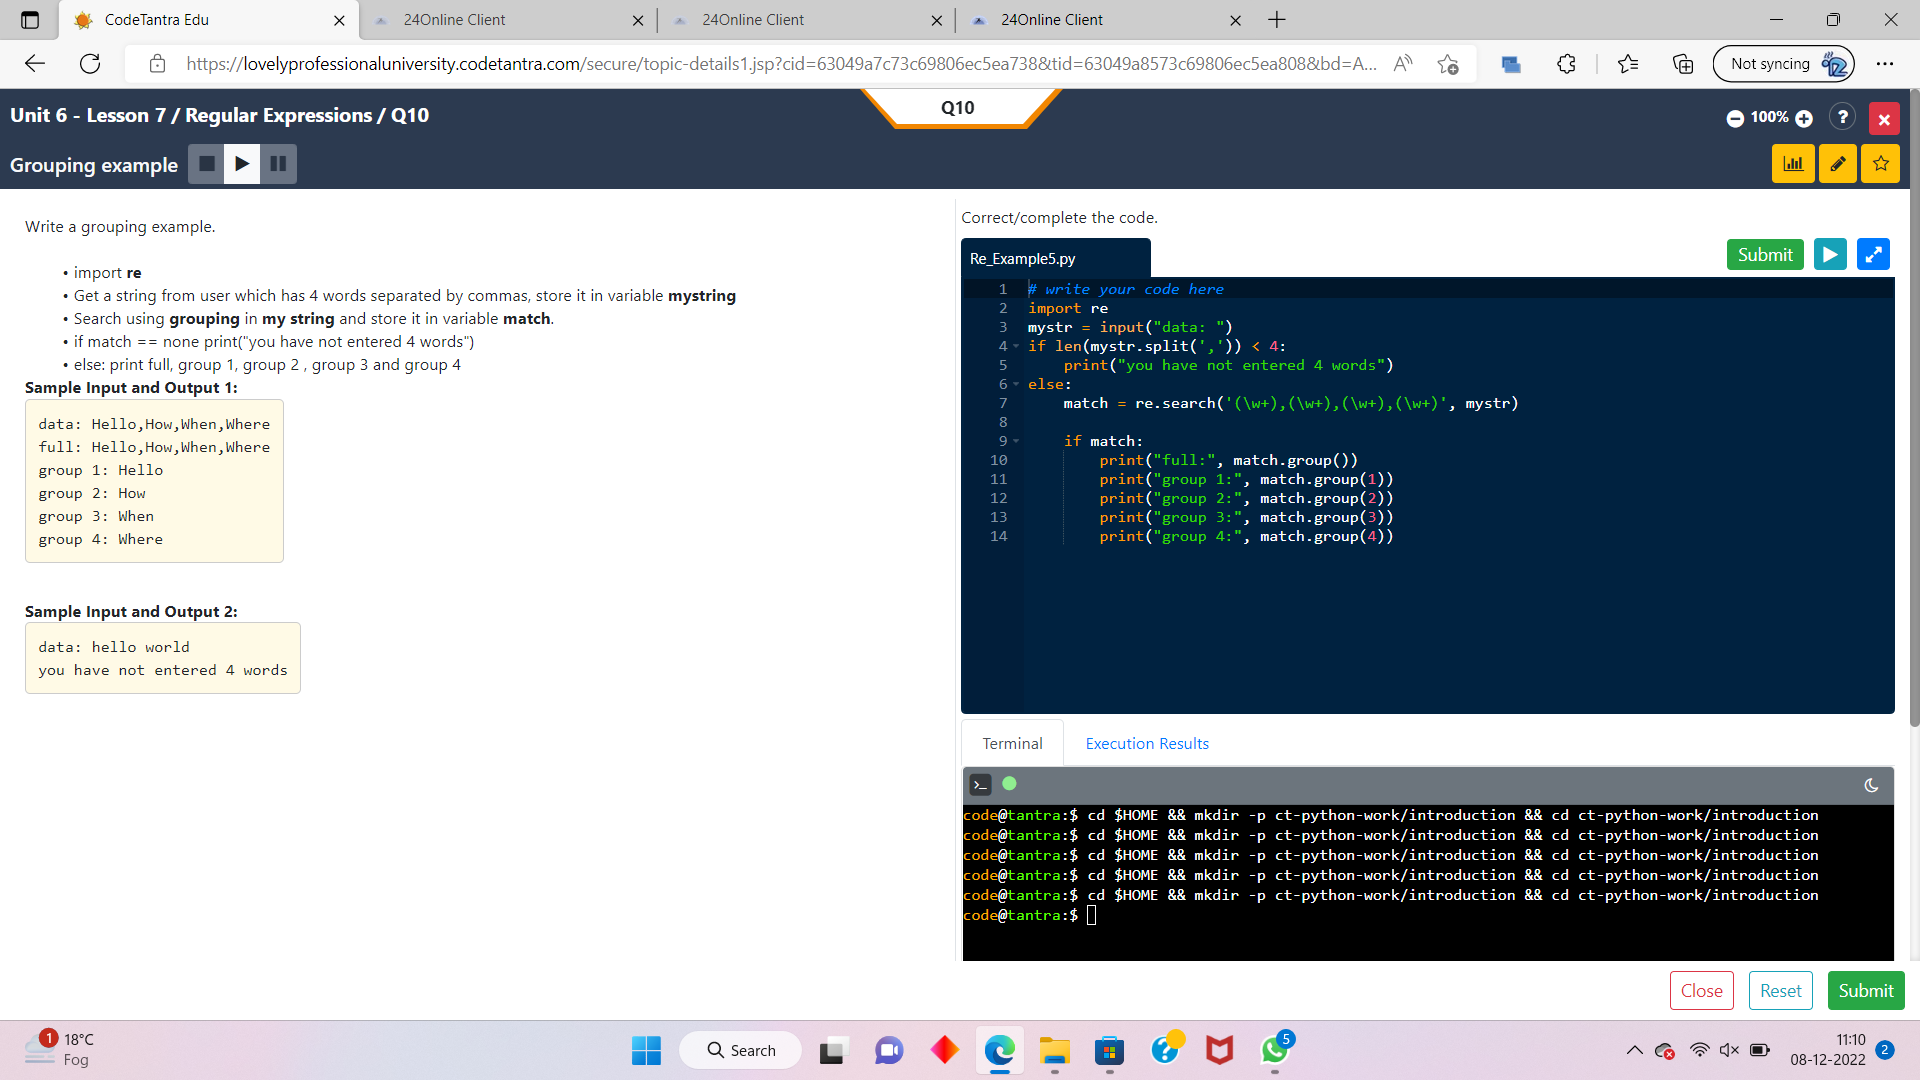 CodeTantra Edu
24Online Client
24Online Client
24Online Client
https://lovelyprofessionaluniversity.codetantra.com/secure/topic-details1.jsp?cid=63049a7c73c69806ec5ea738&tid=63049a8573c69806ec5ea808&bd=A...
Not syncing
Unit 6 - Lesson 7 / Regular Expressions / Q10
Q10
100%
?
Grouping example
Write a grouping example.
• import re
• Get a string from user which has 4 words separated by commas, store it in variable mystring
• Search using grouping in my string and store it in variable match.
• if match == none print("you have not entered 4 words")
• else: print full, group 1, group 2 , group 3 and group 4
Sample Input and Output 1:
data: Hello,How,When,Where
full: Hello,How,When,Where
group 1: Hello
group 2: How
group 3: When
group 4: Where
Sample Input and Output 2:
data: hello world
you have not entered 4 words
Correct/complete the code.
Re_Example5.py
Submit
1 # write your code here
2 import re
3 mystr = input("data: ")
4 if len(mystr.split(',')) < 4:
5 print("you have not entered 4 words")
6 else:
7 match = re.search('(\w+),(\w+),(\w+),(\w+)', mystr)
8
9 if match:
10 print("full:", match.group())
11 print("group 1:", match.group(1))
12 print("group 2:", match.group(2))
13 print("group 3:", match.group(3))
14 print("group 4:", match.group(4))
Terminal
Execution Results
code@tantra:$ cd $HOME && mkdir -p ct-python-work/introduction && cd ct-python-work/introduction
code@tantra:$ cd $HOME && mkdir -p ct-python-work/introduction && cd ct-python-work/introduction
code@tantra:$ cd $HOME && mkdir -p ct-python-work/introduction && cd ct-python-work/introduction
code@tantra:$ cd $HOME && mkdir -p ct-python-work/introduction && cd ct-python-work/introduction
code@tantra:$ cd $HOME && mkdir -p ct-python-work/introduction && cd ct-python-work/introduction
code@tantra:$
Close
Reset
Submit
1
18°C
Fog
Search
5
11:10
08-12-2022
2